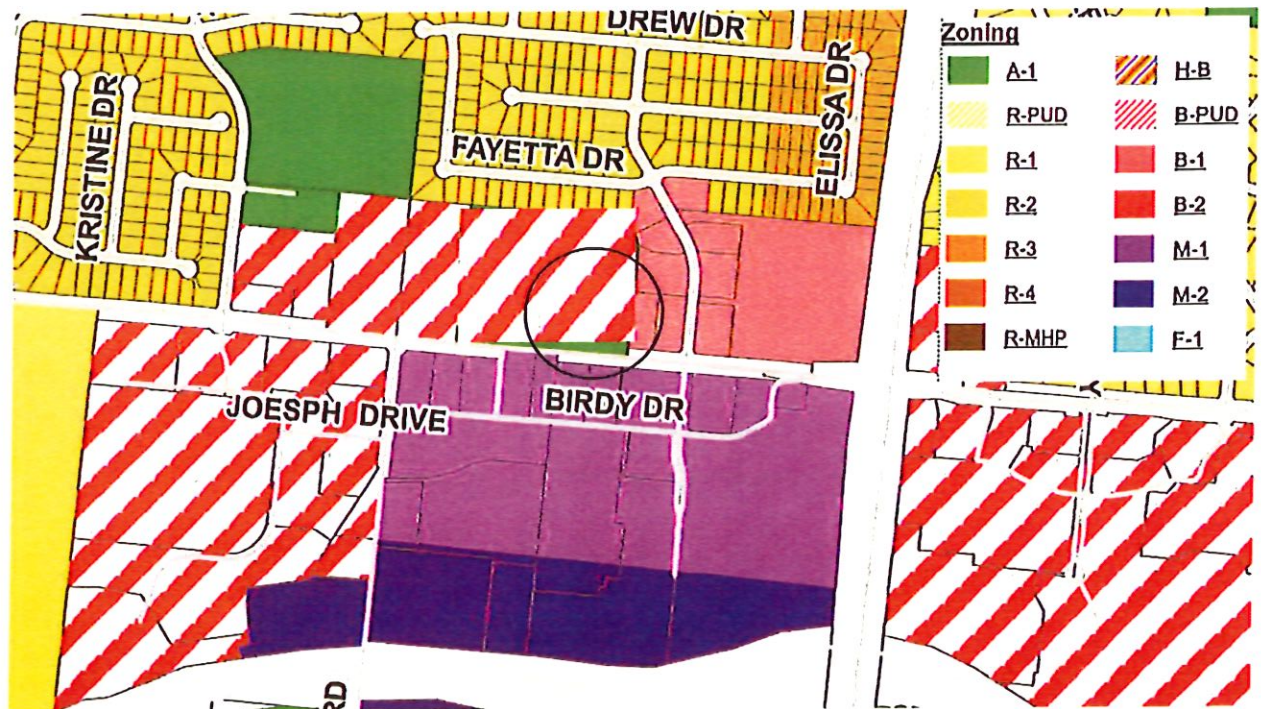 DREW DR
KRISTINE DR
FAYETTA DR
ELISSA DR
JOESPH DRIVE
BIRDY DR
RD
Zoning
A-1
R-PUD
R-1
R-2
R-3
R-4
R-MHP
H-B
B-PUD
B-1
B-2
M-1
M-2
F-1